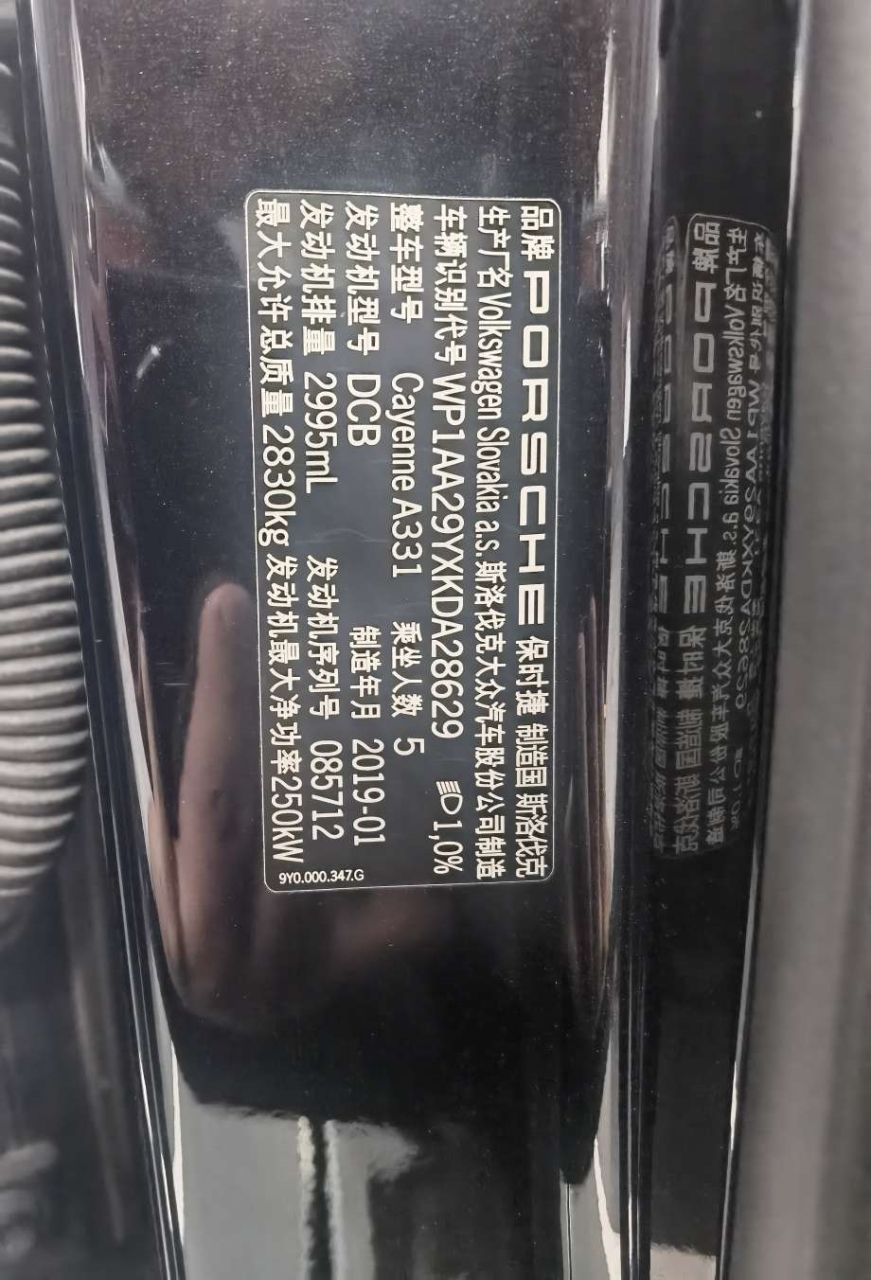 品牌 PORSCHE 保时捷 制造国 斯洛伐克
生产厂名 Volkswagen Slovakia a.s. 斯洛伐克大众汽车股份公司制造
车辆识别代号 WP1AA29YXKDA28629 1,0%
整车型号 Cayenne A331 乘坐人数 5
发动机型号 DCB 制造年月 2019-01
发动机排量 2995mL 发动机序列号 085712
最大允许总质量 2830kg 发动机最大净功率250kW
9Y0.000.347.G